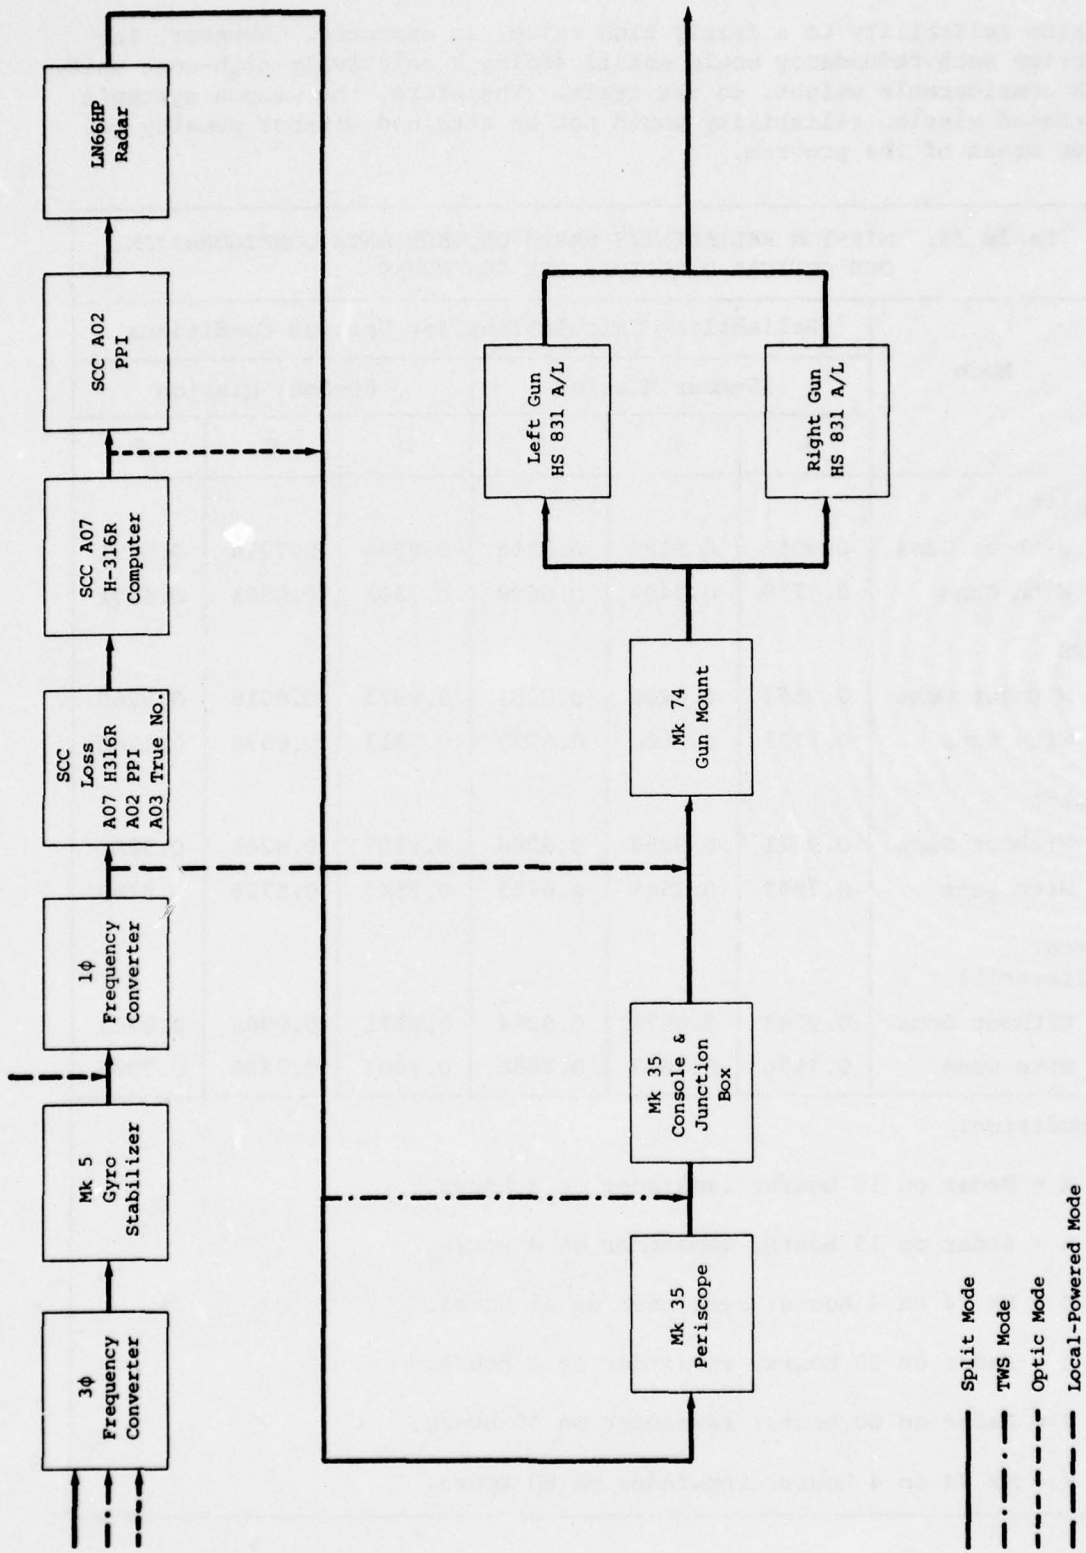 3ϕ
Frequency
Converter
Mk 5
Gyro
Stabilizer
1ϕ
Frequency
Converter
SCC
Loss
A07 H316R
A02 PPI
A03 True No.
SCC A07
H-316R
Computer
SCC A02
PPI
LN66HP
Radar
Mk 35
Periscope
Mk 35
Console &
Junction
Box
Mk 74
Gun Mount
Left Gun
HS 831 A/L
Right Gun
HS 831 A/L
Split Mode
TWS Mode
Optic Mode
Local-Powered Mode